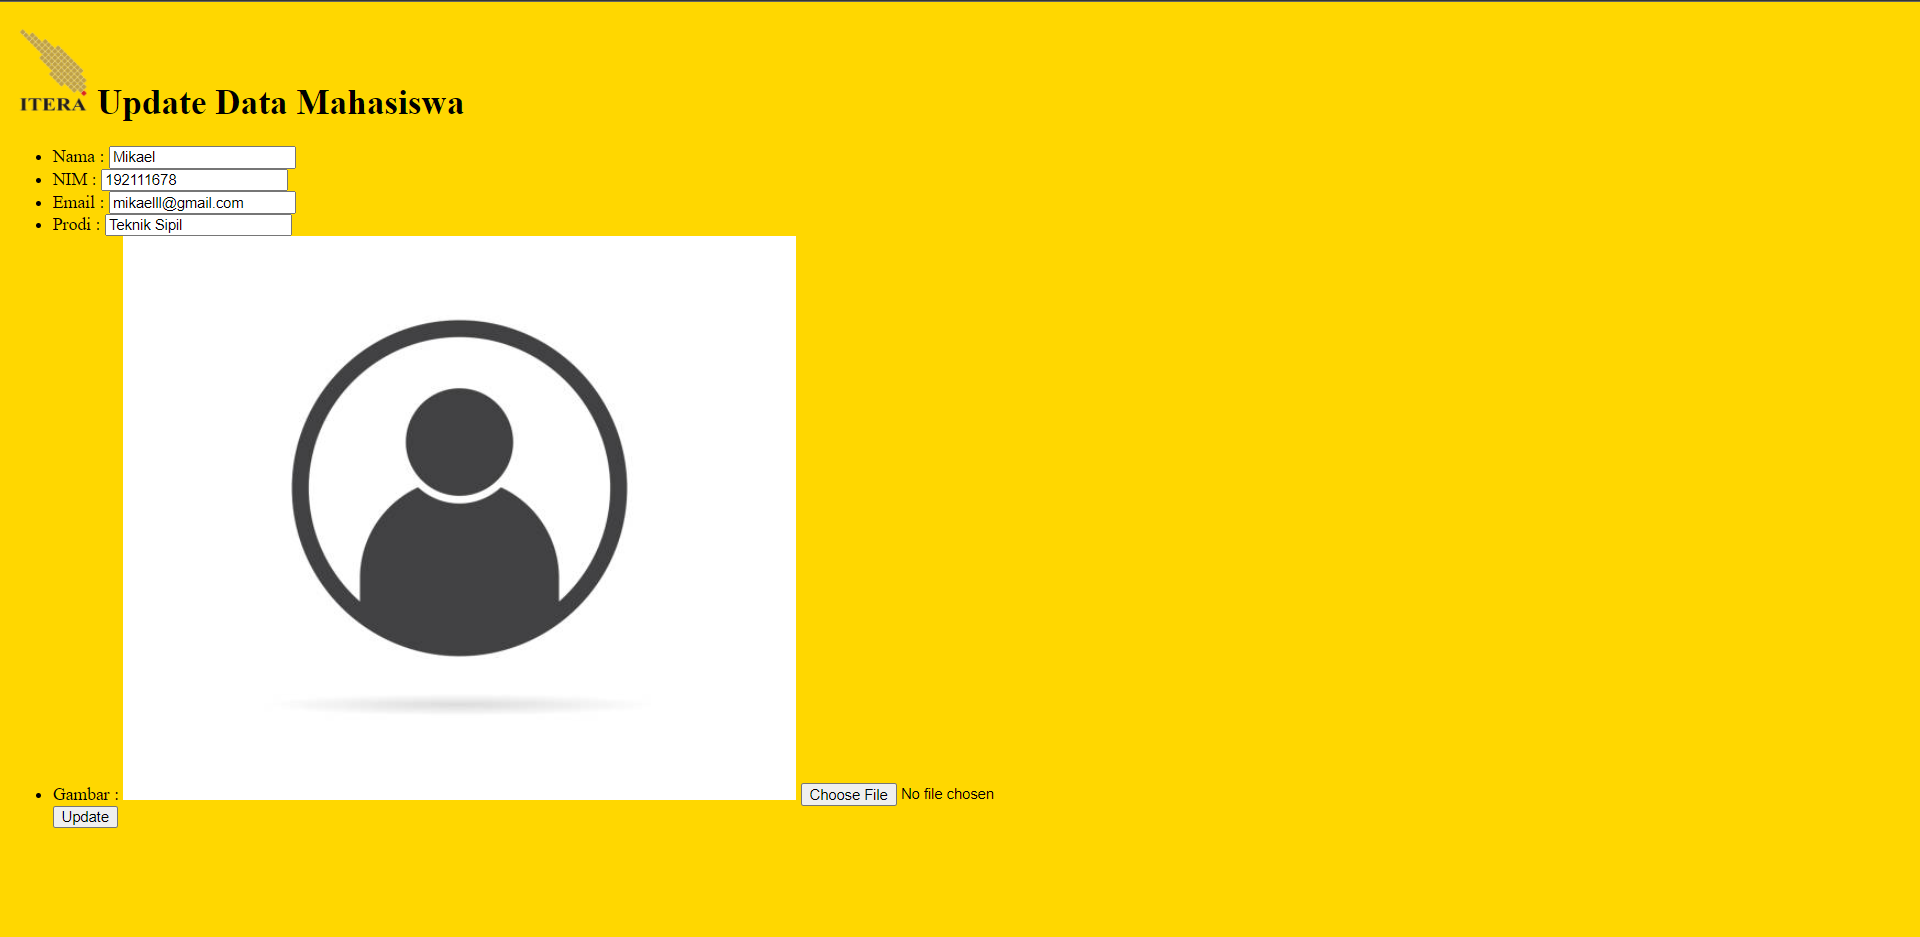 ITERA Update Data Mahasiswa
Nama : Mikael
NIM : 192111678
Email : mikaelll@gmail.com
Prodi : Teknik Sipil
Gambar : Choose File No file chosen
Update